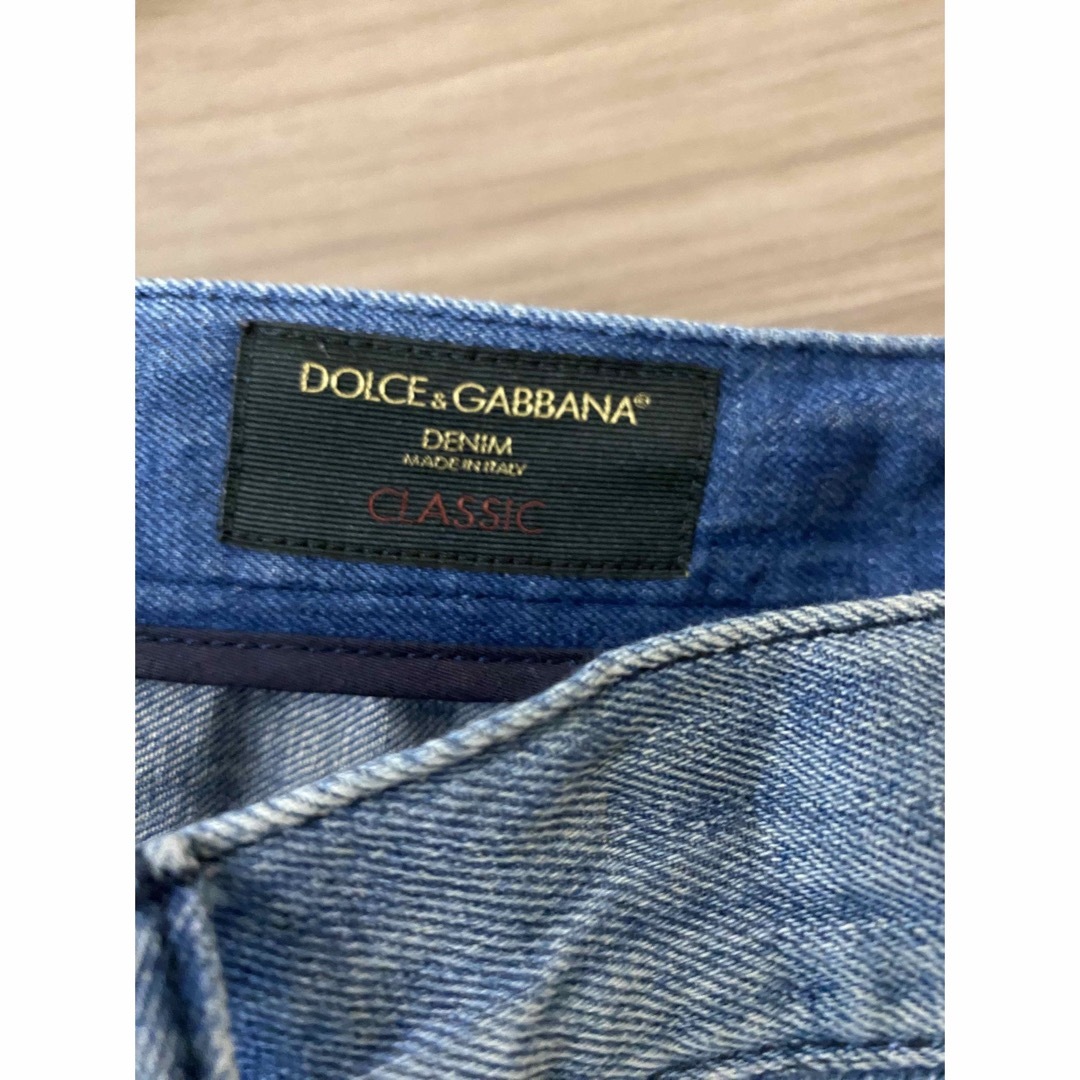 DOLCE & GABBANA®
DENIM
MADE IN ITALY
CLASSIC